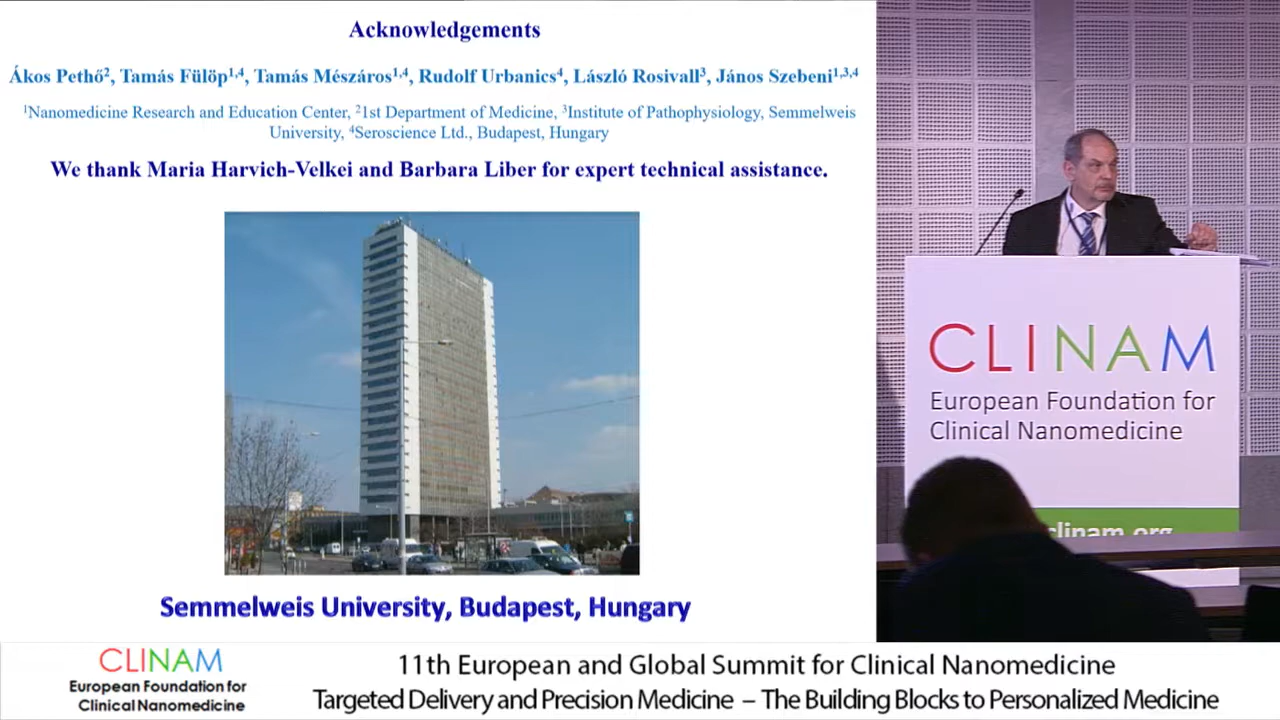 Acknowledgements
Ákos Pethő², Tamás Fülöp¹,⁴, Tamás Mészáros¹,⁴, Rudolf Urbanics⁴, László Rosivall³, János Szebeni¹,³,⁴
¹Nanomedicine Research and Education Center, ²1st Department of Medicine, ³Institute of Pathophysiology, Semmelweis
University, ⁴Seroscience Ltd., Budapest, Hungary
We thank Maria Harvich-Velkei and Barbara Liber for expert technical assistance.
Semmelweis University, Budapest, Hungary
CLINAM
European Foundation for
Clinical Nanomedicine
clinam.org
CLINAM
European Foundation for
Clinical Nanomedicine
11th European and Global Summit for Clinical Nanomedicine
Targeted Delivery and Precision Medicine – The Building Blocks to Personalized Medicine